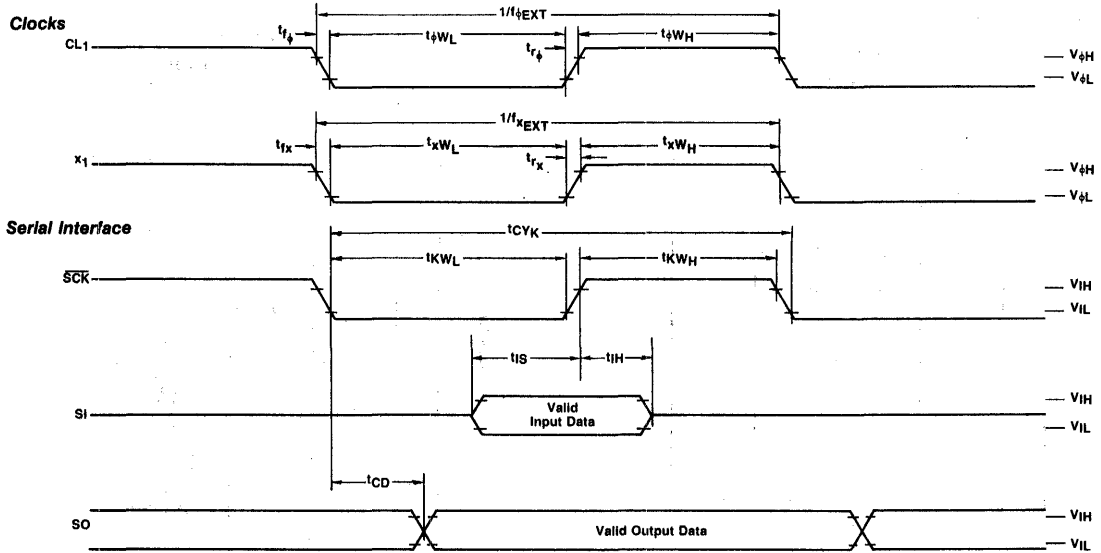 Clocks
1/fϕEXT
tfϕ
tϕWL
trϕ
tϕWH
CL1
VϕH
VϕL
1/fxEXT
tfx
txWL
trx
txWH
x1
VϕH
VϕL
Serial Interface
tCYK
tKWL
tKWH
SCK
VIH
VIL
tIS
tIH
SI
Valid
Input Data
VIH
VIL
tCD
SO
Valid Output Data
VIH
VIL